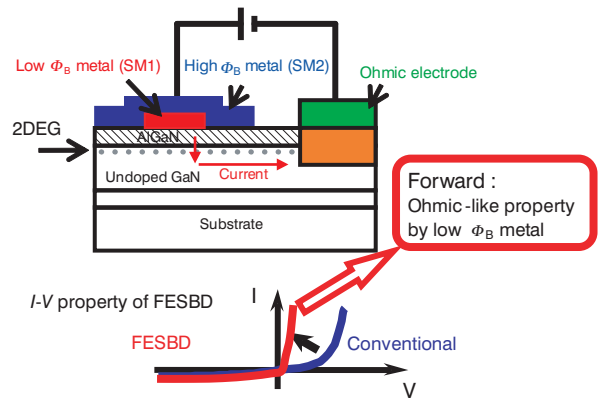 Low ΦB metal (SM1)
High ΦB metal (SM2)
Ohmic electrode
2DEG
AlGaN
Current
Undoped GaN
Substrate
Forward :
Ohmic-like property
by low ΦB metal
I-V property of FESBD
I
FESBD
Conventional
V